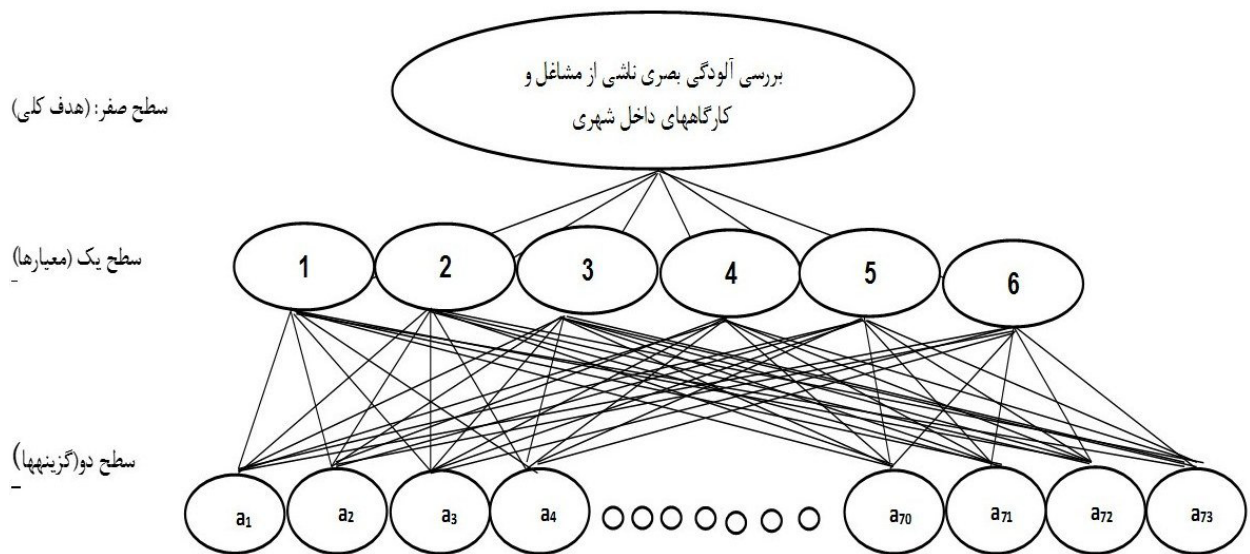 بررسی آلودگی بصری ناشی از مشاغل و
کارگاههای داخل شهری
سطح صفر: (هدف کلی)
سطح یک (معیارها)
1 2 3 4 5 6
سطح دو(گزینهها)
a1 a2 a3 a4 a70 a71 a72 a73